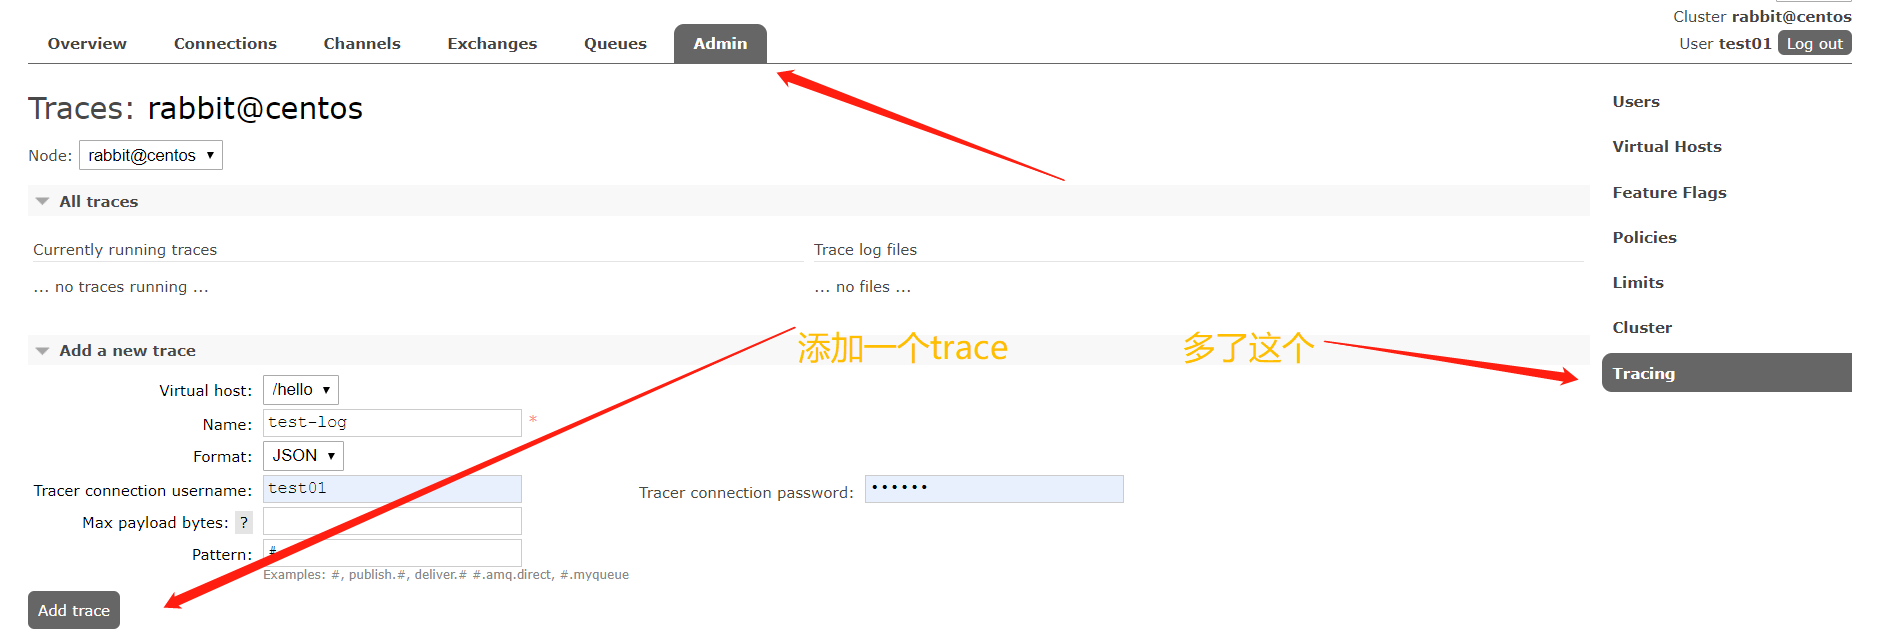 Cluster rabbit@centos
Overview Connections Channels Exchanges Queues Admin
User test01 Log out
Traces: rabbit@centos
Node: rabbit@centos
All traces
Currently running traces
Trace log files
... no traces running ...
... no files ...
Add a new trace
添加一个trace
多了这个
Virtual host: /hello
Name: test-log *
Format: JSON
Tracer connection username: test01
Tracer connection password: ••••••
Max payload bytes: ?
Pattern: #
Examples: #, publish.#, deliver.# #.amq.direct, #.myqueue
Add trace
Users
Virtual Hosts
Feature Flags
Policies
Limits
Cluster
Tracing